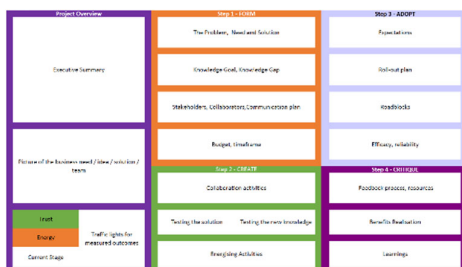 Project Overview
Executive Summary
Picture of the business need / idea / solution /
team
Trust
Energy
Current Stage
Traffic lights for
measured outcomes
Step 1 - FORM
The Problem, Need and Solution
Knowledge Goal, Knowledge Gap
Stakeholders, Collaborators, Communication plan
Budget, timeframe
Step 2 - CREATE
Collaboration activities
Testing the solution Testing the new knowledge
Energising Activities
Step 3 - ADOPT
Expectations
Roll-out plan
Roadblocks
Efficacy, reliability
Step 4 - CRITIQUE
Feedback process, resources
Benefits Realisation
Learnings